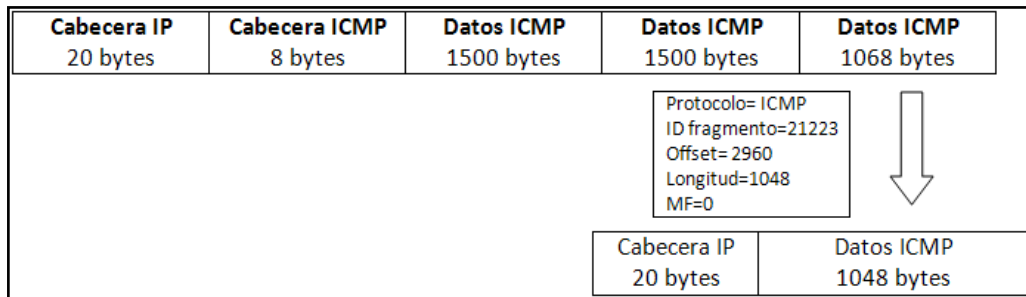 Cabecera IP Cabecera ICMP Datos ICMP Datos ICMP Datos ICMP
20 bytes 8 bytes 1500 bytes 1500 bytes 1068 bytes
Protocolo= ICMP
ID fragmento=21223
Offset= 2960
Longitud=1048
MF=0
Cabecera IP Datos ICMP
20 bytes 1048 bytes